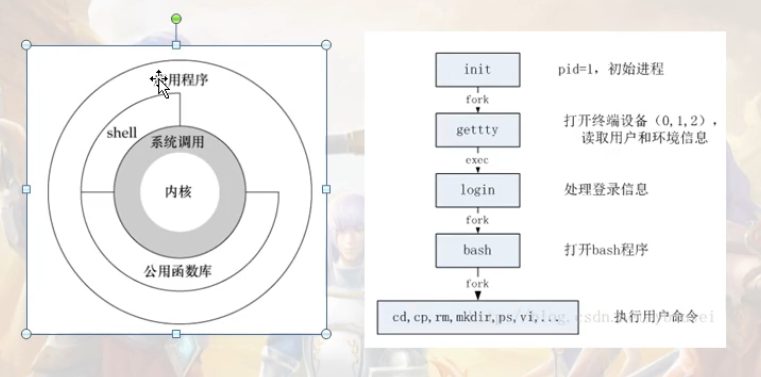 用程序
shell
系统调用
内核
公用函数库
init
pid=1，初始进程
fork
gettty
打开终端设备（0,1,2），
读取用户和环境信息
exec
login
处理登录信息
fork
bash
打开bash程序
fork
cd,cp,rm,mkdir,ps,vi,...
执行用户命令